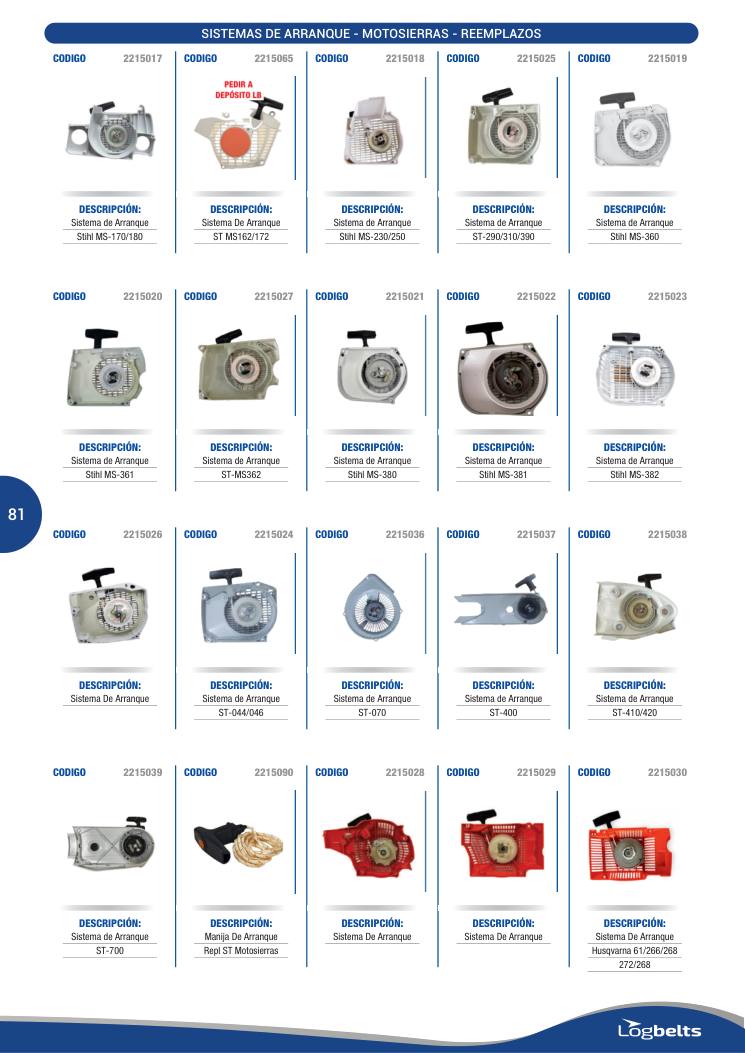 SISTEMAS DE ARRANQUE - MOTOSIERRAS - REEMPLAZOS
CODIGO 2215017
DESCRIPCIÓN:
Sistema de Arranque
Stihl MS-170/180
CODIGO 2215065
PEDIR A
DEPÓSITO LB
DESCRIPCIÓN:
Sistema De Arranque
ST MS162/172
CODIGO 2215018
DESCRIPCIÓN:
Sistema de Arranque
Stihl MS-230/250
CODIGO 2215025
DESCRIPCIÓN:
Sistema de Arranque
ST-290/310/390
CODIGO 2215019
DESCRIPCIÓN:
Sistema de Arranque
Stihl MS-360
CODIGO 2215020
DESCRIPCIÓN:
Sistema de Arranque
Stihl MS-361
CODIGO 2215027
DESCRIPCIÓN:
Sistema de Arranque
ST-MS362
CODIGO 2215021
DESCRIPCIÓN:
Sistema de Arranque
Stihl MS-380
CODIGO 2215022
DESCRIPCIÓN:
Sistema de Arranque
Stihl MS-381
CODIGO 2215023
DESCRIPCIÓN:
Sistema de Arranque
Stihl MS-382
81
CODIGO 2215026
DESCRIPCIÓN:
Sistema De Arranque
CODIGO 2215024
DESCRIPCIÓN:
Sistema de Arranque
ST-044/046
CODIGO 2215036
DESCRIPCIÓN:
Sistema de Arranque
ST-070
CODIGO 2215037
DESCRIPCIÓN:
Sistema de Arranque
ST-400
CODIGO 2215038
DESCRIPCIÓN:
Sistema de Arranque
ST-410/420
CODIGO 2215039
DESCRIPCIÓN:
Sistema de Arranque
ST-700
CODIGO 2215090
DESCRIPCIÓN:
Manija De Arranque
Repl ST Motosierras
CODIGO 2215028
DESCRIPCIÓN:
Sistema De Arranque
CODIGO 2215029
DESCRIPCIÓN:
Sistema De Arranque
CODIGO 2215030
DESCRIPCIÓN:
Sistema De Arranque
Husqvarna 61/266/268
272/268
Logbelts